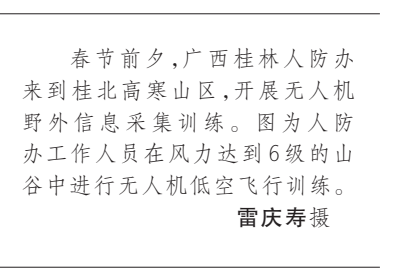 春节前夕,广西桂林人防办
来到桂北高寒山区,开展无人机
野外信息采集训练。图为人防
办工作人员在风力达到6级的山
谷中进行无人机低空飞行训练。
雷庆寿摄